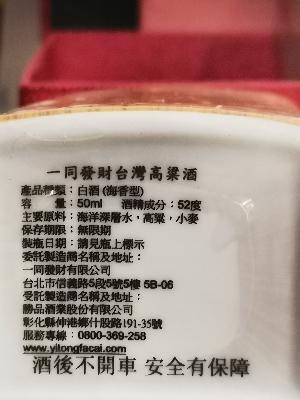 一同發財台灣高粱酒
產品種類：白酒(海香型)
容　量：50ml　酒精成分：52度
主要原料：海洋深層水，高粱，小麥
保存期限：無限期
裝瓶日期：請見瓶上標示
委託製造商名稱及地址：
一同發財有限公司
台北市信義路5段5號5樓 5B-06
受託製造商名稱及地址：
勝品酒業股份有限公司
彰化縣伸港鄉什股路191-35號
服務專線：0800-369-258
www.yitongfacai.com
酒後不開車 安全有保障